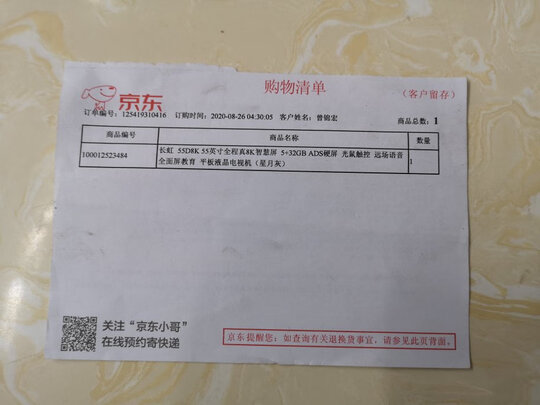 购物清单
京东
（客户留存）
订单编号：125419310416 订购时间：2020-08-26 04:30:05 客户姓名：曾锦宏 商品总数：1
商品编号 商品名称 数量
100012523484 长虹 55D8K 55英寸全程真8K智慧屏 5+32GB ADS硬屏 光鼠触控 远场语音
全面屏教育 平板液晶电视机（星月灰） 1
关注“京东小哥”
在线预约寄快递
京东提醒您：如查询有关退换货事宜，请参见此页背面。